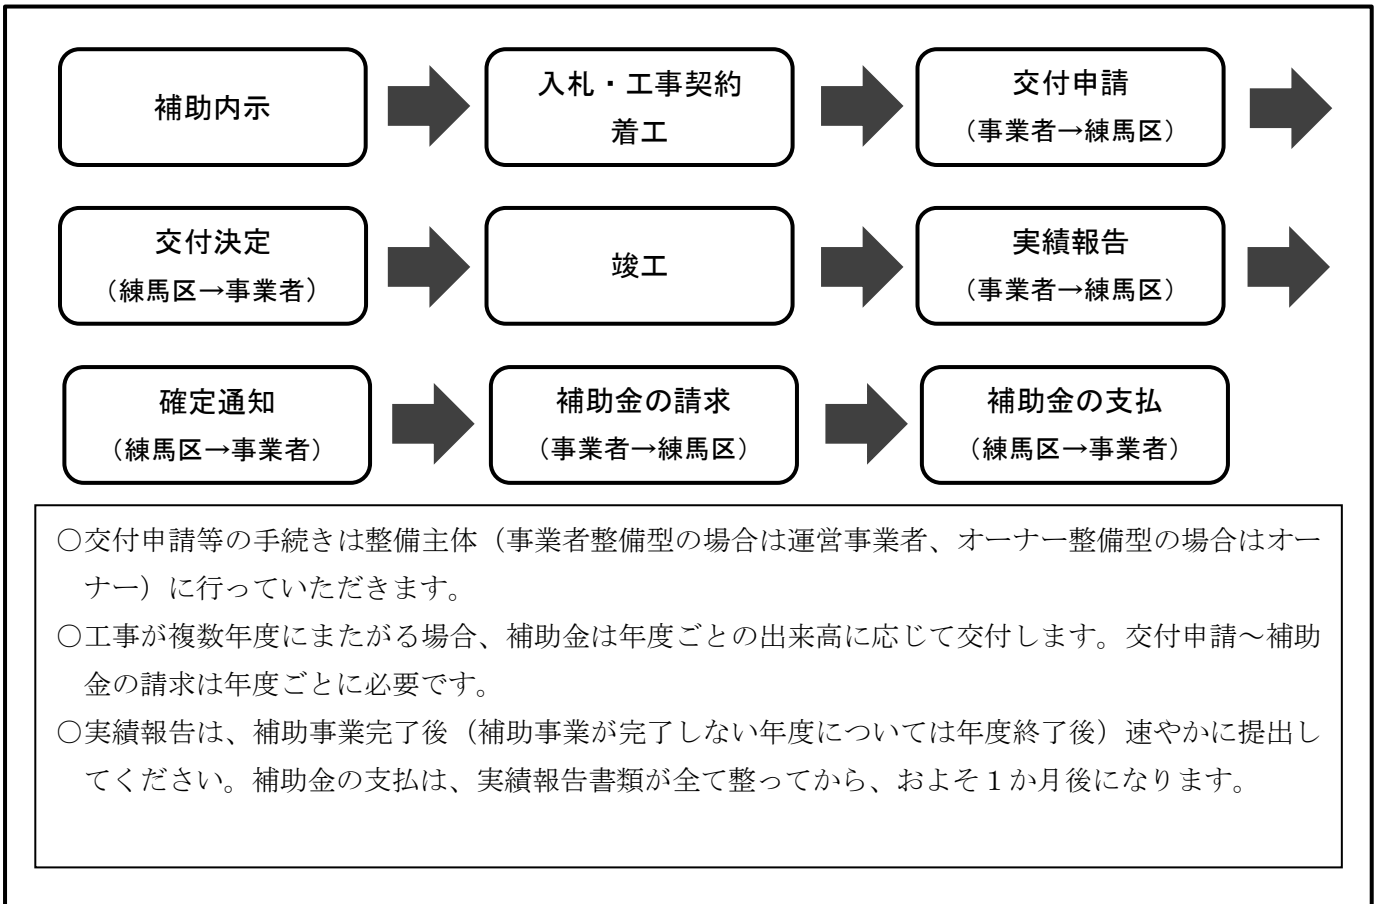 補助内示
入札・工事契約
着工
交付申請
（事業者→練馬区）
交付決定
（練馬区→事業者）
竣工
実績報告
（事業者→練馬区）
確定通知
（練馬区→事業者）
補助金の請求
（事業者→練馬区）
補助金の支払
（練馬区→事業者）
○交付申請等の手続きは整備主体（事業者整備型の場合は運営事業者、オーナー整備型の場合はオー
ナー）に行っていただきます。
○工事が複数年度にまたがる場合、補助金は年度ごとの出来高に応じて交付します。交付申請～補助
金の請求は年度ごとに必要です。
○実績報告は、補助事業完了後（補助事業が完了しない年度については年度終了後）速やかに提出し
てください。補助金の支払は、実績報告書類が全て整ってから、およそ１か月後になります。